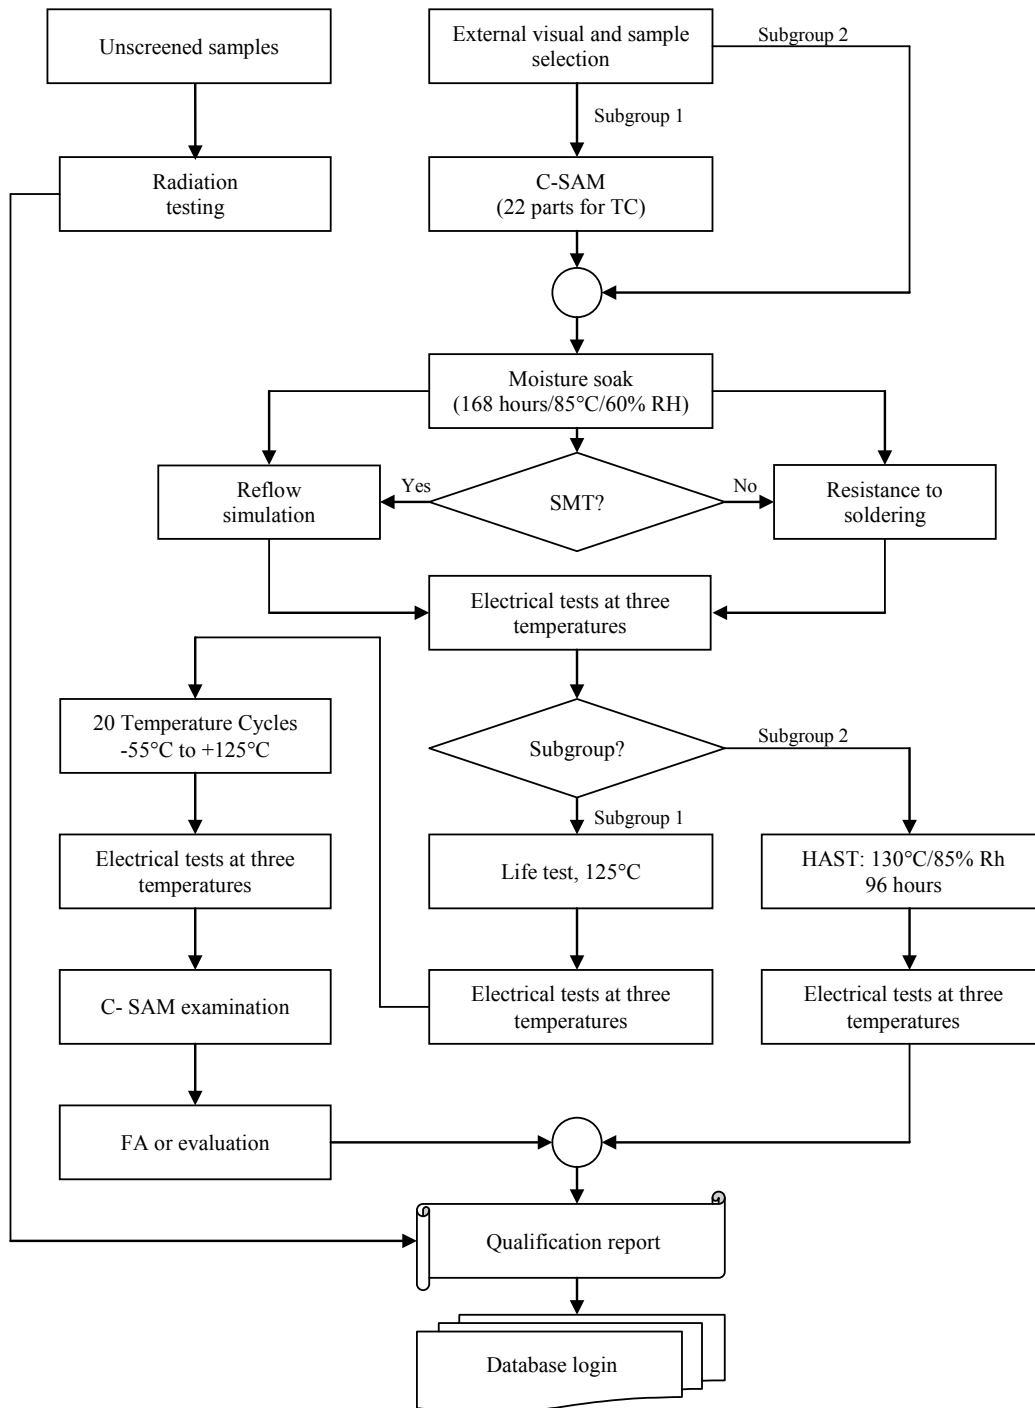 Unscreened samples
External visual and sample
selection
Subgroup 2
Subgroup 1
Radiation
testing
C-SAM
(22 parts for TC)
Moisture soak
(168 hours/85°C/60% RH)
Reflow
simulation
Yes
SMT?
No
Resistance to
soldering
Electrical tests at three
temperatures
20 Temperature Cycles
-55°C to +125°C
Subgroup?
Subgroup 2
Subgroup 1
Electrical tests at three
temperatures
Life test, 125°C
HAST: 130°C/85% Rh
96 hours
C- SAM examination
Electrical tests at three
temperatures
Electrical tests at three
temperatures
FA or evaluation
Qualification report
Database login